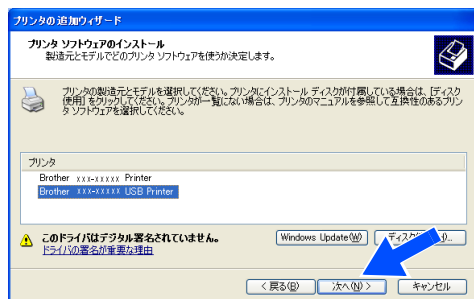 プリンタの追加ウィザード
プリンタ ソフトウェアのインストール
製造元とモデルでどのプリンタ ソフトウェアを使うか決定します。
プリンタの製造元とモデルを選択してください。プリンタにインストール ディスクが付属している場合は、[ディスク
使用] をクリックしてください。プリンタが一覧にない場合は、プリンタのマニュアルを参照して互換性のあるプリン
タ ソフトウェアを選択してください。
プリンタ
Brother xxx-xxxxx Printer
Brother xxx-xxxxx USB Printer
このドライバはデジタル署名されていません。
ドライバの署名が重要な理由
Windows Update(W)
ディスク
< 戻る(B)
次へ(N) >
キャンセル